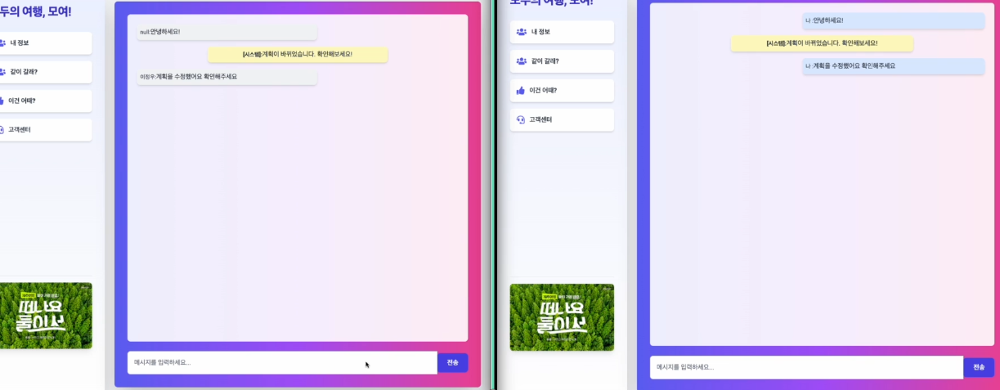 두의 여행, 모여!
내 정보
같이 갈래?
이건 어때?
고객센터
떠나요
둘이서
null:안녕하세요!
[시스템]:계획이 바뀌었습니다. 확인해보세요!
이정우:계획을 수정했어요 확인해주세요
메시지를 입력하세요...
전송
모두의 여행, 모여!
내 정보
같이 갈래?
이건 어때?
고객센터
떠나요
둘이서
나 :안녕하세요!
[시스템]:계획이 바뀌었습니다. 확인해보세요!
나 :계획을 수정했어요 확인해주세요
메시지를 입력하세요...
전송